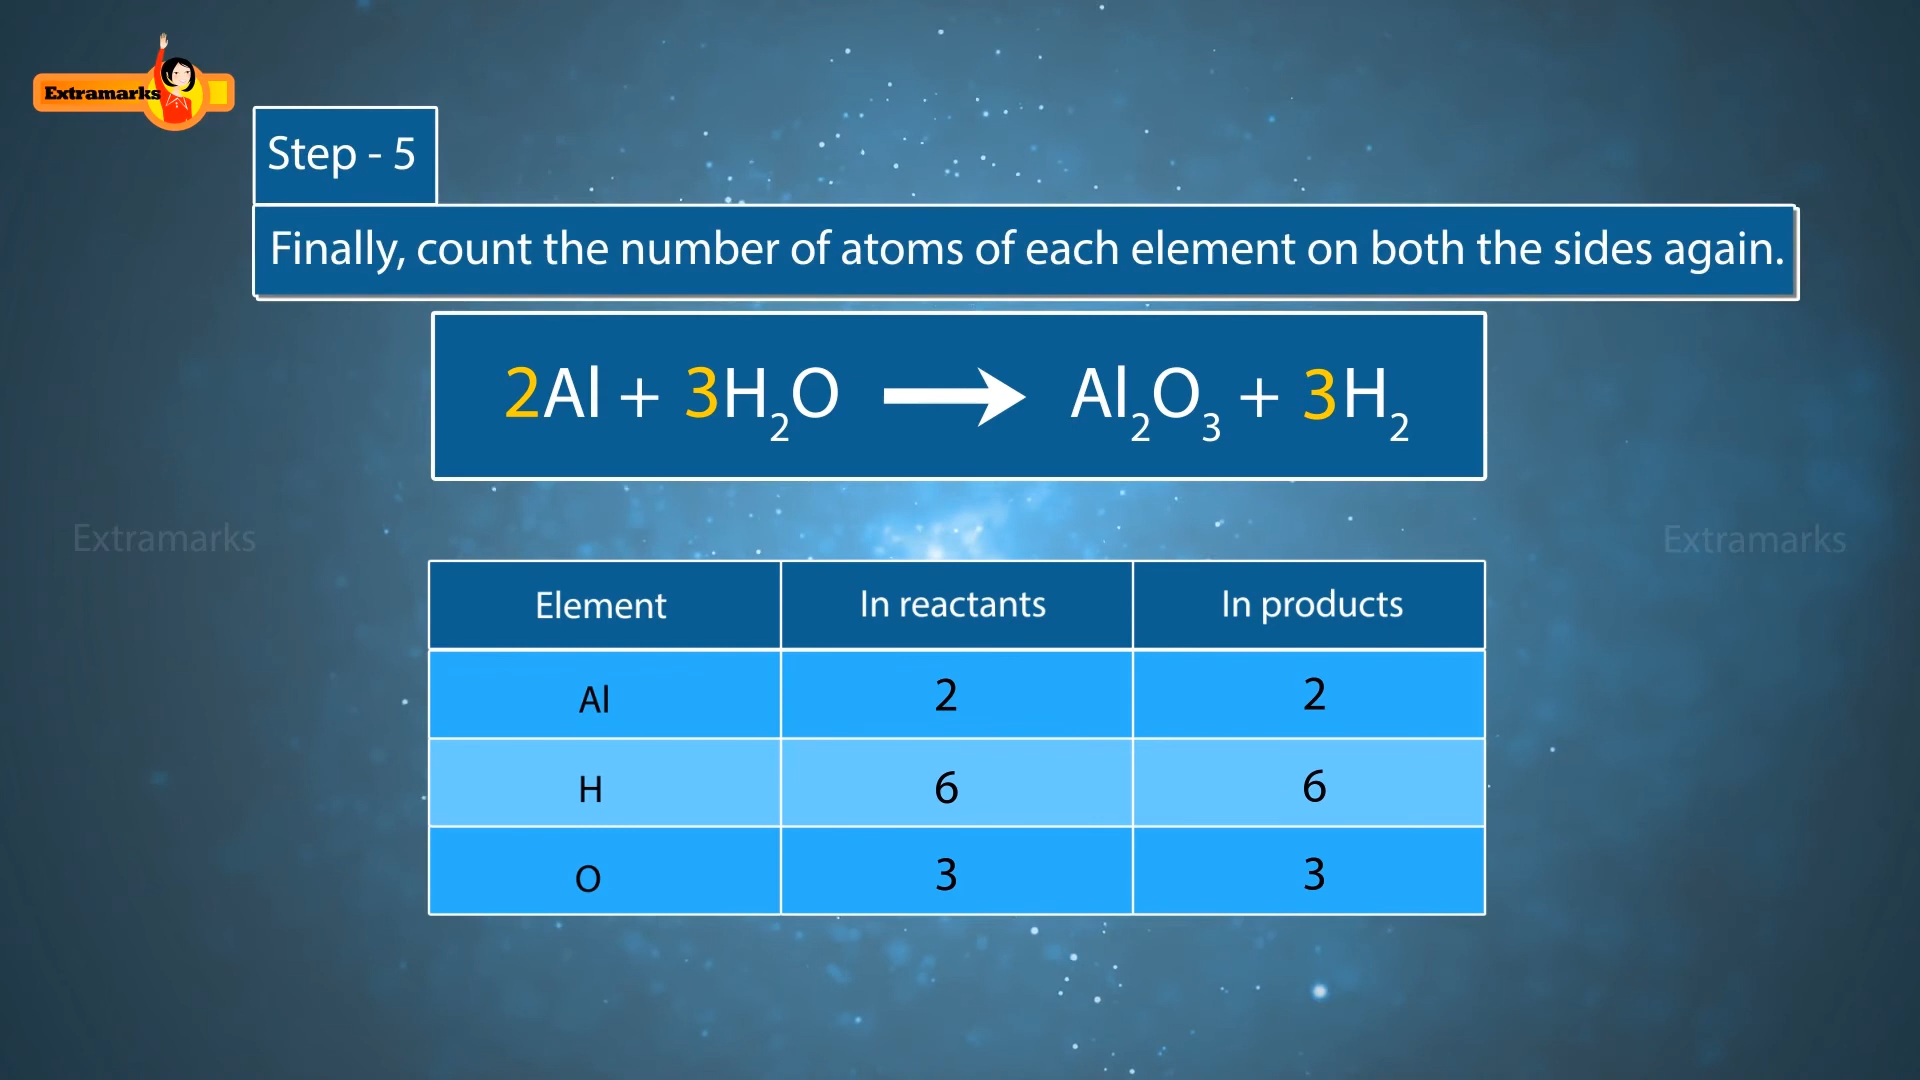 Extramarks
Step - 5
Finally, count the number of atoms of each element on both the sides again.
2Al + 3H₂O ⟶ Al₂O₃ + 3H₂
Extramarks Extramarks
Element In reactants In products
Al 2 2
H 6 6
O 3 3